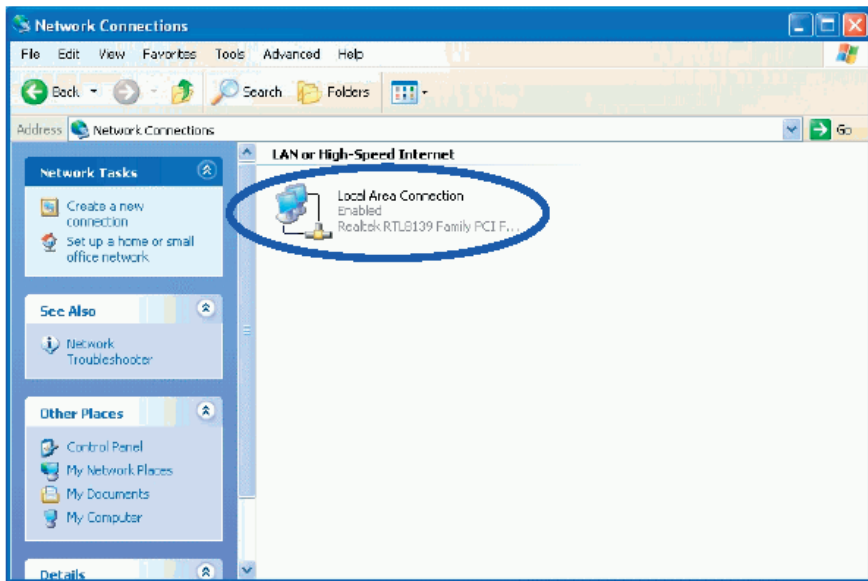 Network Connections
File Edit View Favorites Tools Advanced Help
Back Search Folders
Address Network Connections Go
Network Tasks
Create a new
connection
Set up a home or small
office network
See Also
Network
Troubleshooter
Other Places
Control Panel
My Network Places
My Documents
My Computer
Details
LAN or High-Speed Internet
Local Area Connection
Enabled
Realtek RTL8139 Family PCI F...